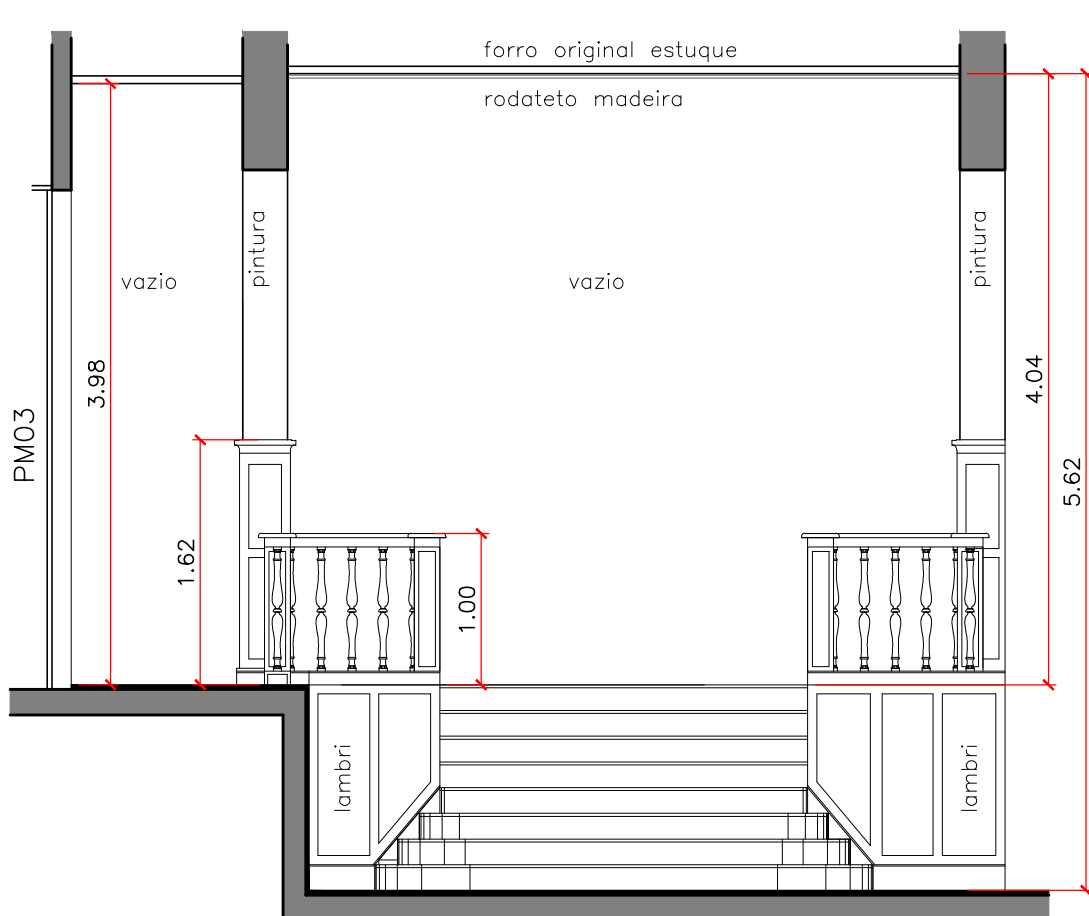 forro original estuque
rodateto madeira
pintura
pintura
vazio
vazio
3.98
4.04
PM03
5.62
1.62
1.00
lambri
lambri